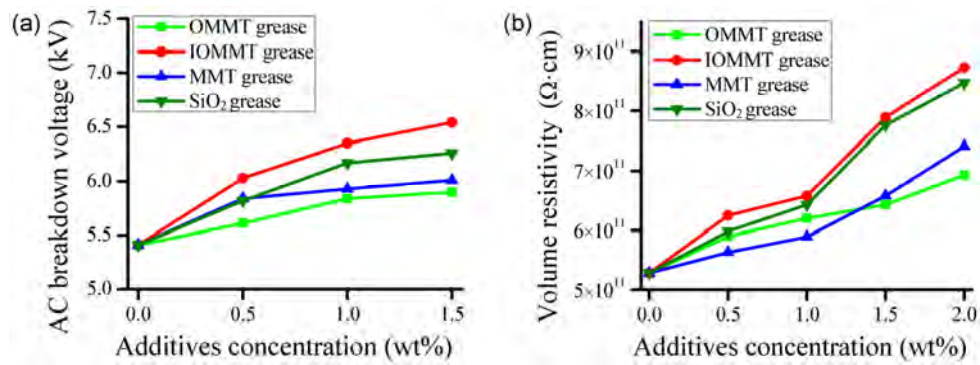 (a)
AC breakdown voltage (kV)
7.5
7.0
6.5
6.0
5.5
5.0
OMMT grease
IOMMT grease
MMT grease
SiO₂ grease
0.0 0.5 1.0 1.5
Additives concentration (wt%)
(b)
Volume resistivity (Ω·cm)
9×10¹¹
8×10¹¹
7×10¹¹
6×10¹¹
5×10¹¹
OMMT grease
IOMMT grease
MMT grease
SiO₂ grease
0.0 0.5 1.0 1.5 2.0
Additives concentration (wt%)